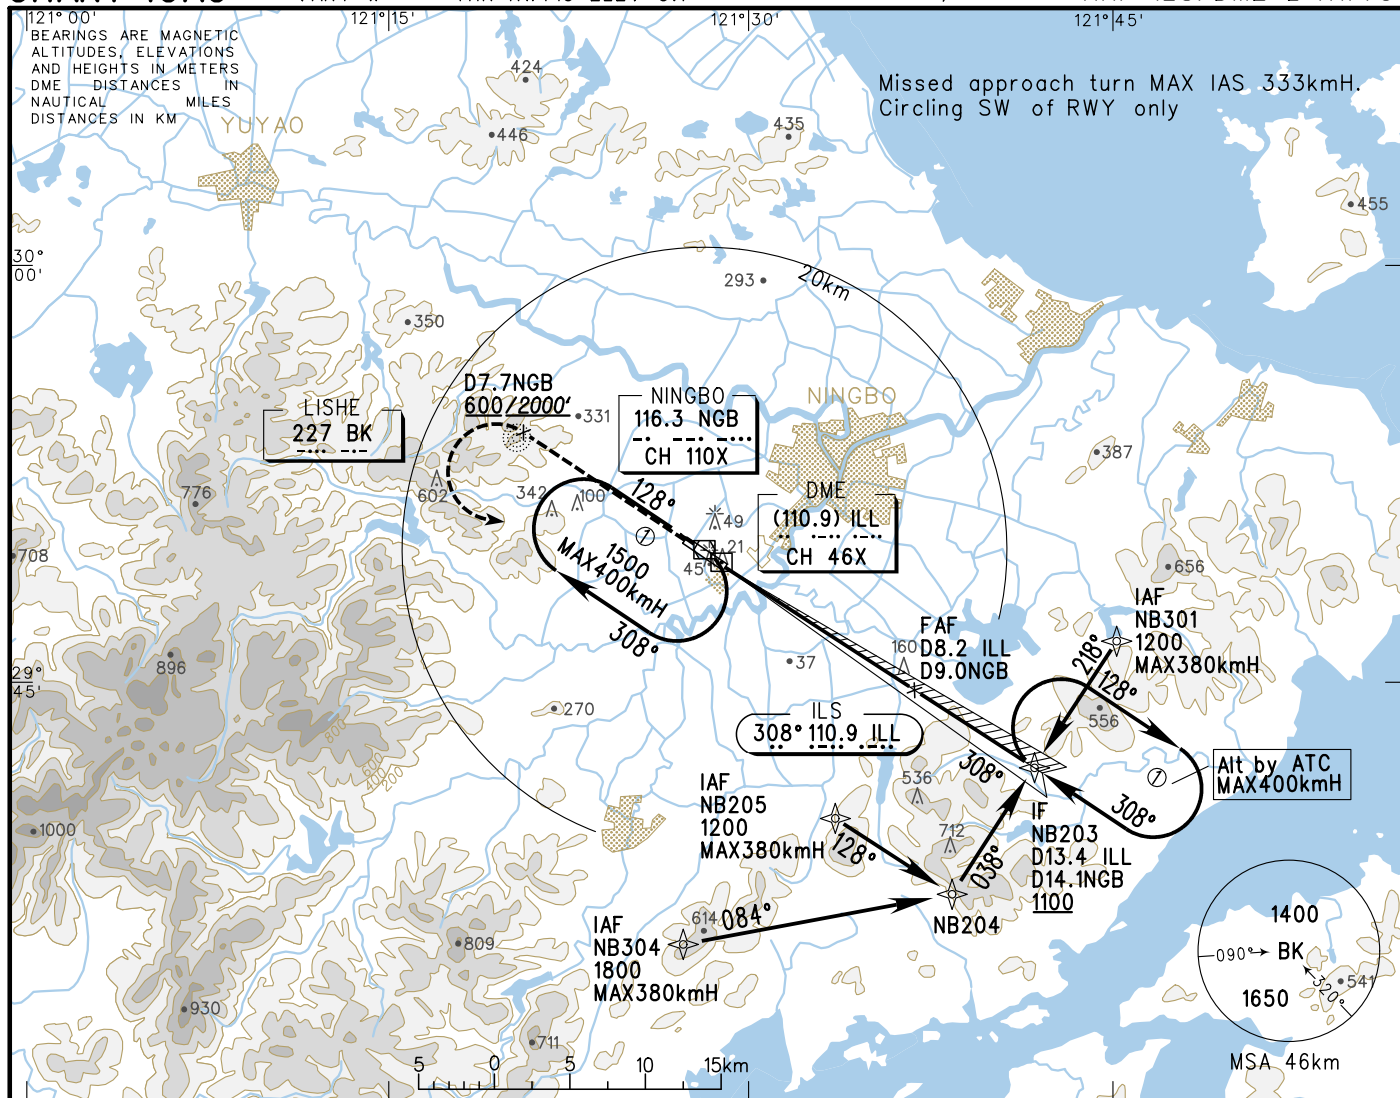 121° 00'
121° 15'
121° 30'
121° 45'
BEARINGS ARE MAGNETIC
ALTITUDES, ELEVATIONS
AND HEIGHTS IN METERS
DME DISTANCES IN
NAUTICAL MILES
DISTANCES IN KM
Missed approach turn MAX IAS 333kmH.
Circling SW of RWY only
YUYAO
424
446
435
455
30°
00'
293
20km
350
D7.7NGB
600/2000'
331
LISHE
227 BK
NINGBO
116.3 NGB
CH 110X
NINGBO
387
776
602
342
100
128°
1
49
21
45
DME
(110.9) ILL
CH 46X
708
1500
MAX400kmH
308°
656
IAF
NB301
1200
MAX380kmH
218°
128°
556
FAF
D8.2 ILL
D9.0NGB
160
37
896
29°
45'
270
800
600
400
200
ILS
308° 110.9 ILL
308°
1
308°
Alt by ATC
MAX400kmH
536
712
IAF
NB205
1200
MAX380kmH
128°
038°
IF
NB203
D13.4 ILL
D14.1NGB
1100
1000
NB204
614
084°
IAF
NB304
1800
MAX380kmH
809
930
711
1400
090°
BK
320°
541
1650
MSA 46km
5 0 5 10 15km